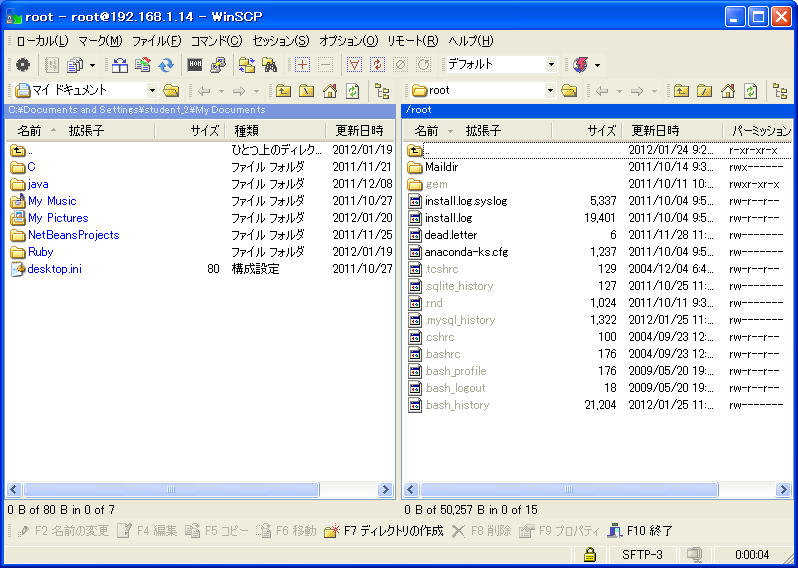 root - root@192.168.1.14 - WinSCP
ローカル(L) マーク(M) ファイル(F) コマンド(C) セッション(S) オプション(O) リモート(R) ヘルプ(H)
デフォルト
マイ ドキュメント root
C:¥Documents and Settings¥student_2¥My Documents /root
名前 拡張子 サイズ 種類 更新日時 名前 拡張子 サイズ 更新日時 パーミッション
.. ひとつ上のディレク... 2012/01/19 .. 2012/01/24 9:2... r-xr-xr-x
C ファイル フォルダ 2011/11/21 Maildir 2011/10/14 9:3... rwx------
java ファイル フォルダ 2011/12/08 .gem 2011/10/11 10:... rwxr-xr-x
My Music ファイル フォルダ 2011/10/27 install.log.syslog 5,337 2011/10/04 9:5... rw-r--r--
My Pictures ファイル フォルダ 2012/01/20 install.log 19,401 2011/10/04 9:5... rw-r--r--
NetBeansProjects ファイル フォルダ 2011/11/25 dead.letter 6 2011/11/28 11:... rw-------
Ruby ファイル フォルダ 2012/01/19 anaconda-ks.cfg 1,237 2011/10/04 9:5... rw-------
desktop.ini 80 構成設定 2011/10/27 .tcshrc 129 2004/12/04 6:4... rw-r--r--
.sqlite_history 127 2011/10/25 11:... rw-------
.rnd 1,024 2011/10/11 9:3... rw-------
.mysql_history 1,322 2012/01/25 11:... rw-------
.cshrc 100 2004/09/23 12:... rw-r--r--
.bashrc 176 2004/09/23 12:... rw-r--r--
.bash_profile 176 2009/05/20 19:... rw-r--r--
.bash_logout 18 2009/05/20 19:... rw-r--r--
.bash_history 21,204 2012/01/25 11:... rw-------
0 B of 80 B in 0 of 7 0 B of 50,257 B in 0 of 15
F2 名前の変更 F4 編集 F5 コピー F6 移動 F7 ディレクトリの作成 F8 削除 F9 プロパティ F10 終了
SFTP-3 0:00:04